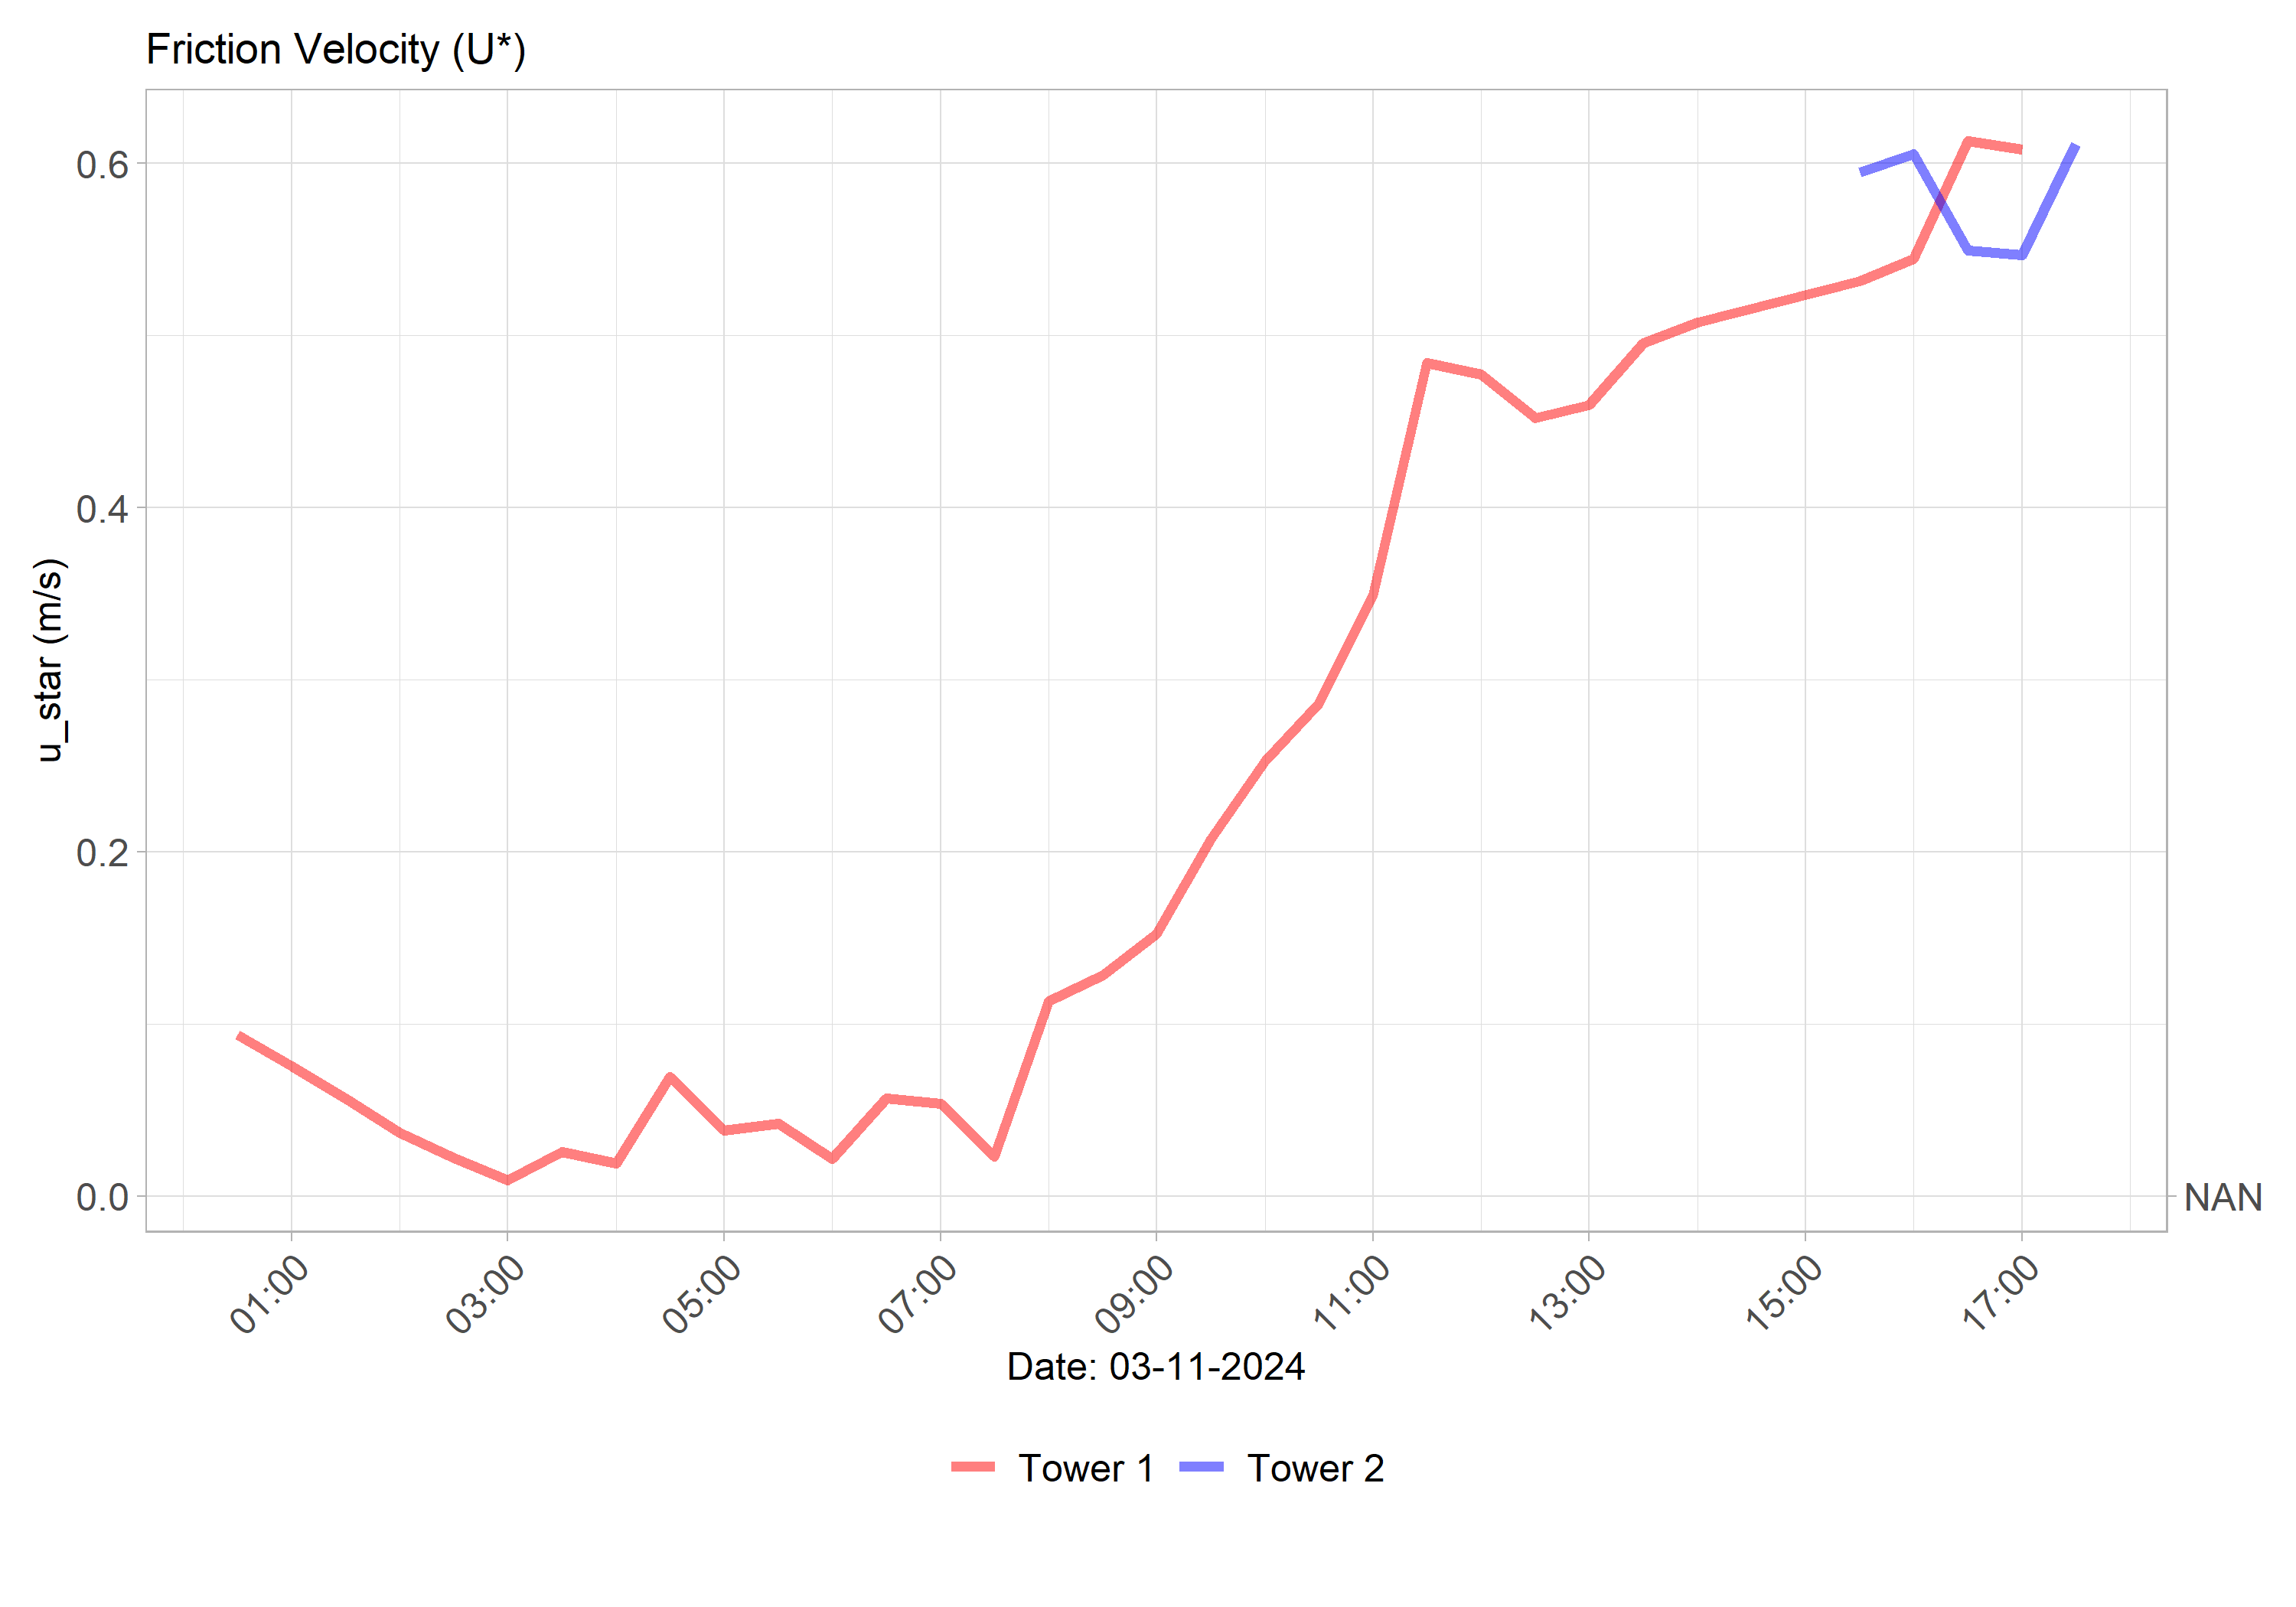 Friction Velocity (U*)
u_star (m/s)
0.6
0.4
0.2
0.0
NAN
01:00
03:00
05:00
07:00
09:00
11:00
13:00
15:00
17:00
Date: 03-11-2024
Tower 1
Tower 2